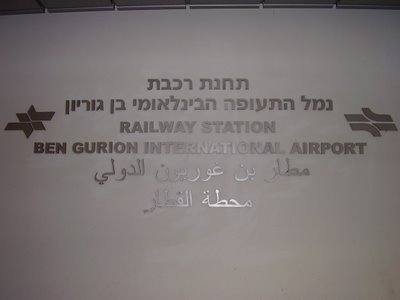 תחנת רכבת
נמל התעופה הבינלאומי בן גוריון
RAILWAY STATION
BEN GURION INTERNATIONAL AIRPORT
مطار بن غوريون الدولي
محطة القطار